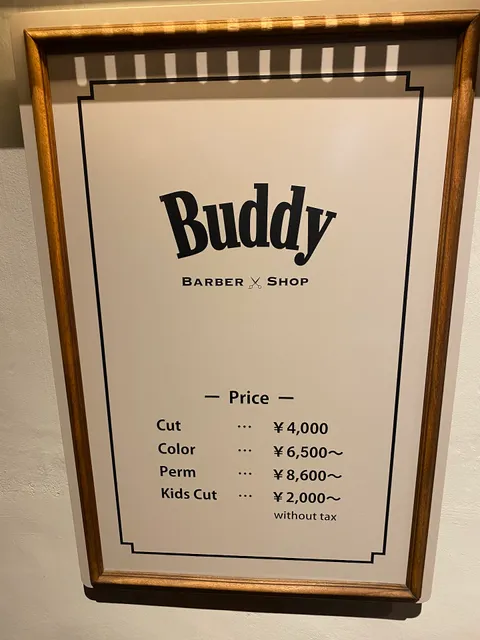 Buddy
BARBER SHOP
— Price —
Cut … ¥4,000
Color … ¥6,500〜
Perm … ¥8,600〜
Kids Cut … ¥2,000〜
without tax